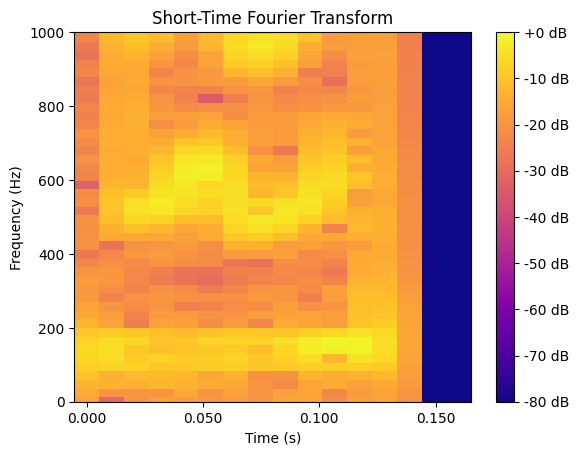 Short-Time Fourier Transform
1000
800
600
400
200
0
Frequency (Hz)
0.000
0.050
0.100
0.150
Time (s)
+0 dB
-10 dB
-20 dB
-30 dB
-40 dB
-50 dB
-60 dB
-70 dB
-80 dB